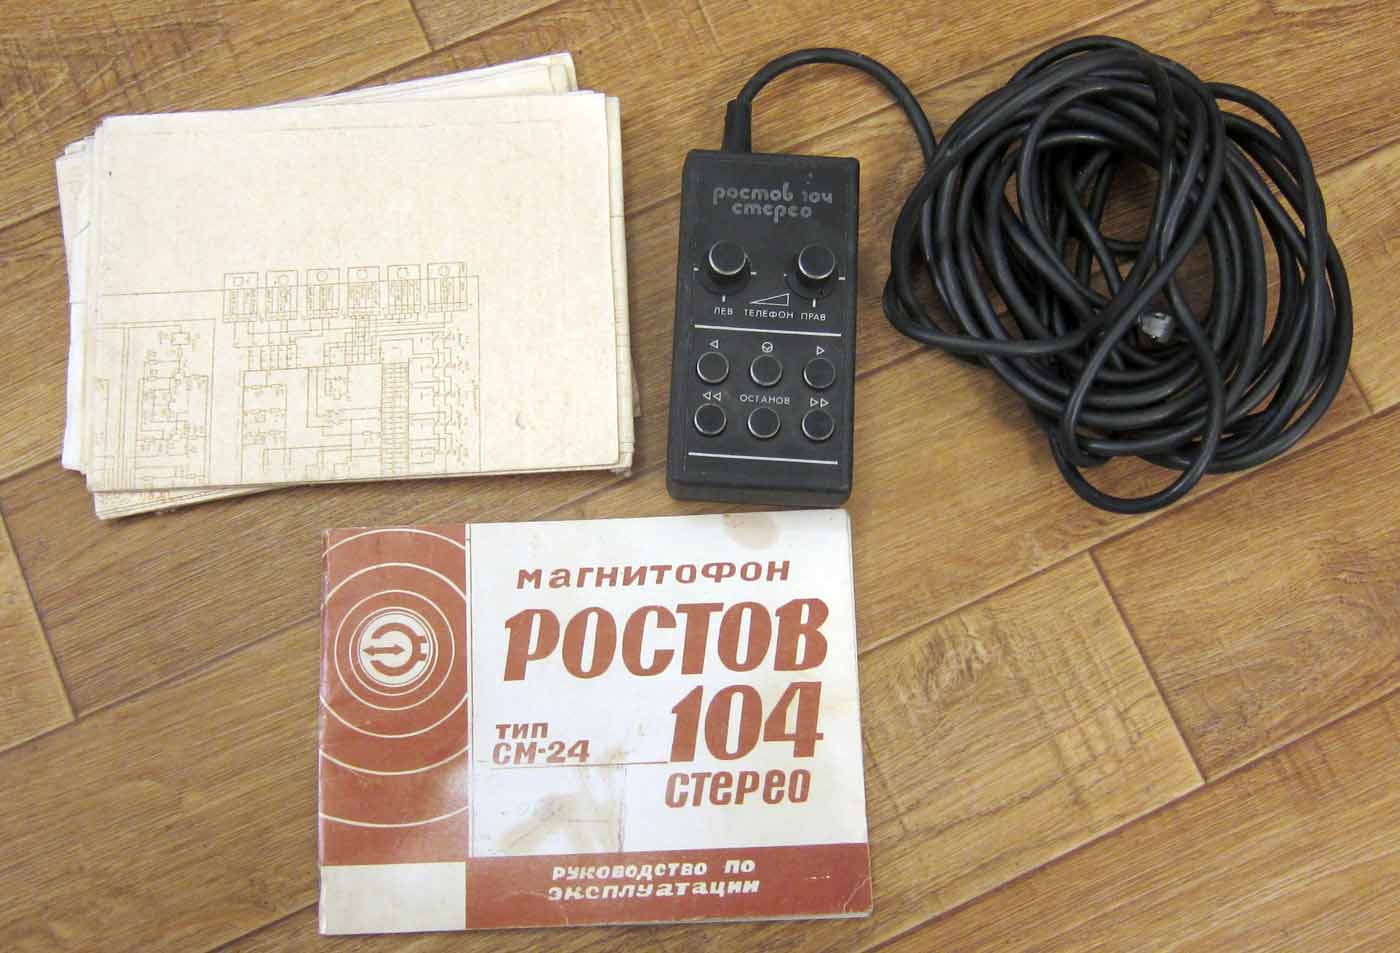 ростов 104
стерео
ЛЕВ ТЕЛЕФОН ПРАВ
ОСТАНОВ
МАГНИТОФОН
РОСТОВ
104
СТЕРЕО
ТИП
СМ-24
РУКОВОДСТВО ПО
ЭКСПЛУАТАЦИИ